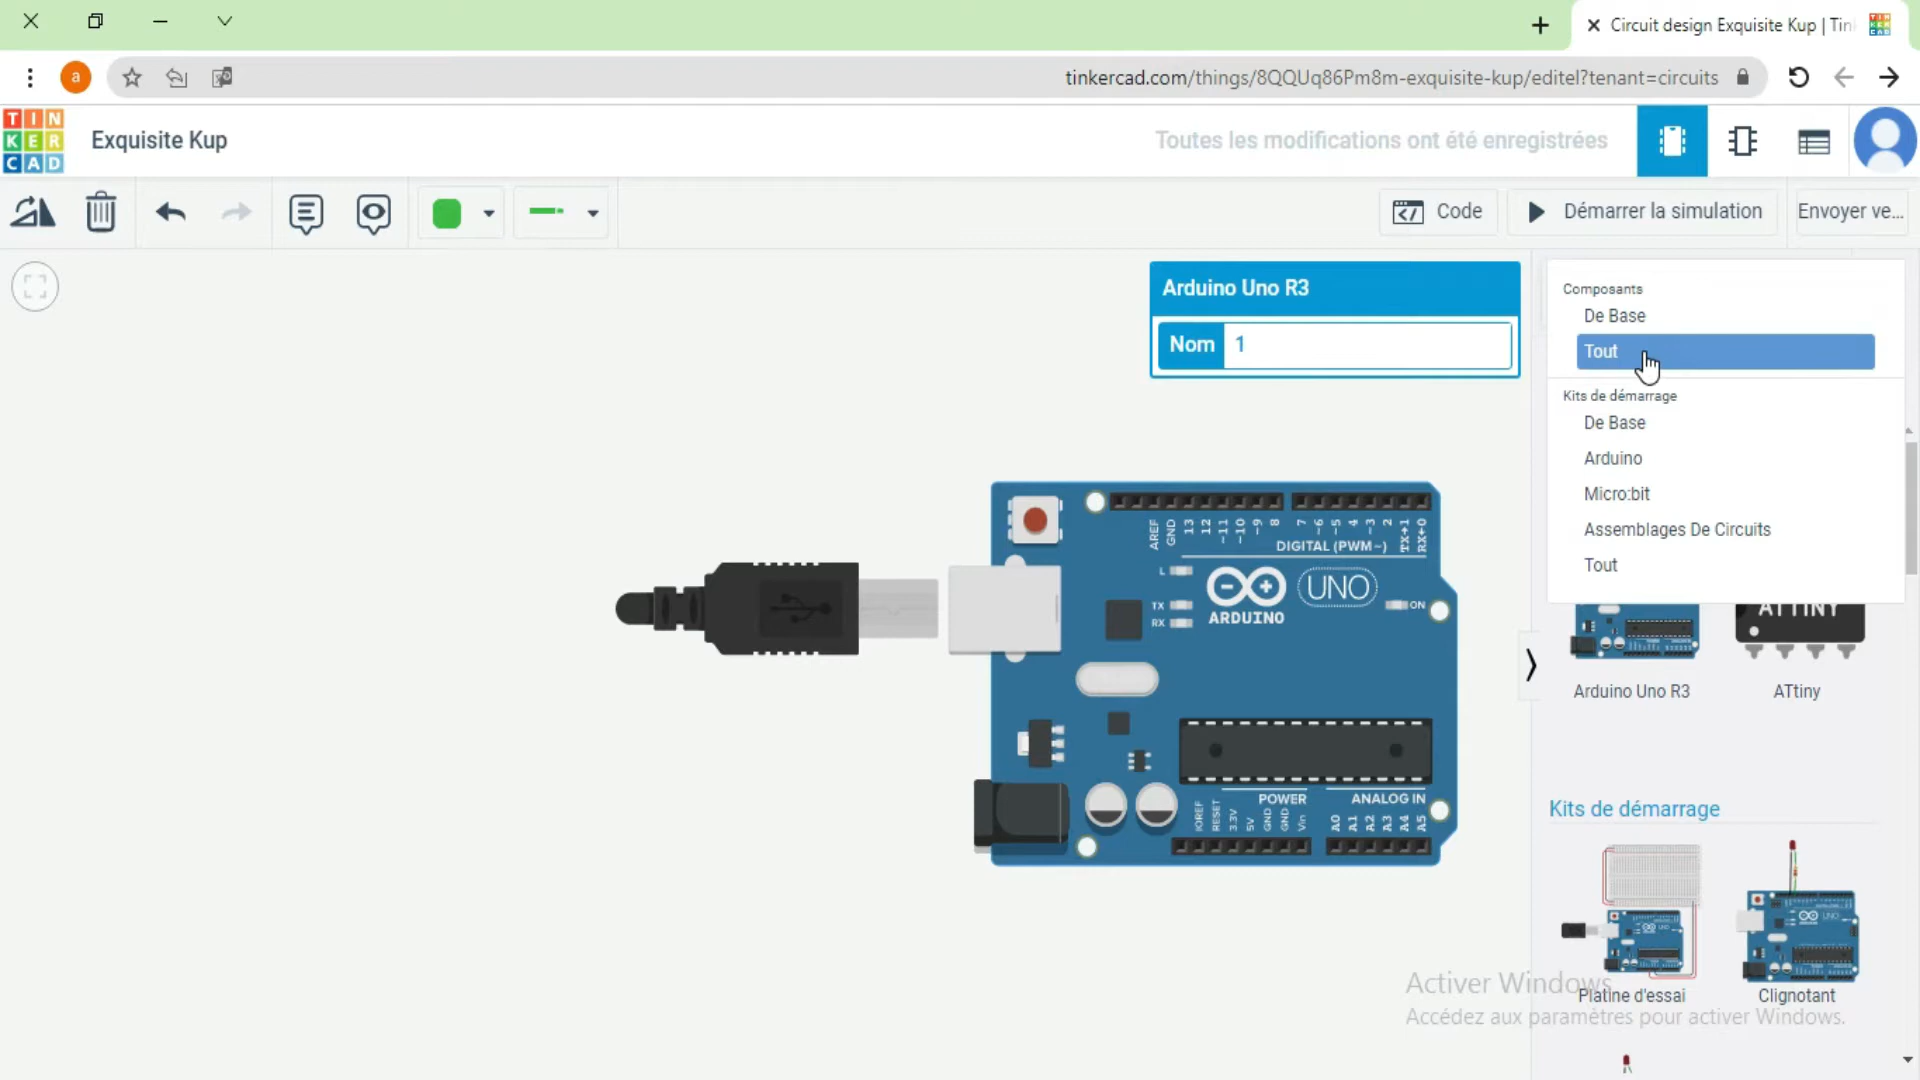 Circuit design Exquisite Kup | Tin
a
tinkercad.com/things/8QQUq86Pm8m-exquisite-kup/editel?tenant=circuits
TIN
KER
CAD
Exquisite Kup
Toutes les modifications ont été enregistrées
Code
Démarrer la simulation
Envoyer ve...
Arduino Uno R3
Nom 1
Composants
De Base
Tout
Kits de démarrage
De Base
Arduino
Micro:bit
Assemblages De Circuits
Tout
AREF GND 13 12 ~11 ~10 ~9 8 7 ~6 ~5 4 ~3 2 TX→1 RX←0
DIGITAL (PWM~)
L
TX
RX
ARDUINO
UNO
ON
POWER
ANALOG IN
IOREF RESET 3.3V 5V GND GND Vin A0 A1 A2 A3 A4 A5
ATTINY
Arduino Uno R3
ATtiny
Kits de démarrage
Platine d'essai
Clignotant
Activer Windows
Accédez aux paramètres pour activer Windows.